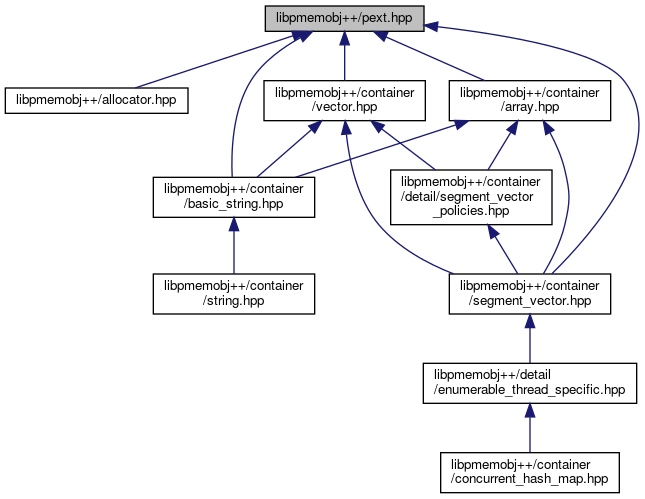 libpmemobj++/pext.hpp
libpmemobj++/allocator.hpp
libpmemobj++/container
/vector.hpp
libpmemobj++/container
/array.hpp
libpmemobj++/container
/basic_string.hpp
libpmemobj++/container
/detail/segment_vector
_policies.hpp
libpmemobj++/container
/string.hpp
libpmemobj++/container
/segment_vector.hpp
libpmemobj++/detail
/enumerable_thread_specific.hpp
libpmemobj++/container
/concurrent_hash_map.hpp